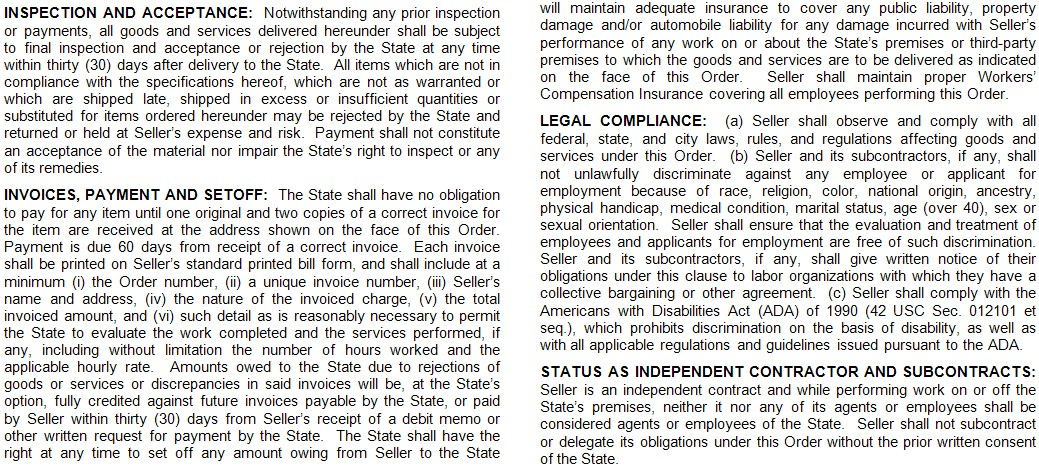 INSPECTION AND ACCEPTANCE: Notwithstanding any prior inspection
or payments, all goods and services delivered hereunder shall be subject
to final inspection and acceptance or rejection by the State at any time
within thirty (30) days after delivery to the State. All items which are not in
compliance with the specifications hereof, which are not as warranted or
which are shipped late, shipped in excess or insufficient quantities or
substituted for items ordered hereunder may be rejected by the State and
returned or held at Seller's expense and risk. Payment shall not constitute
an acceptance of the material nor impair the State's right to inspect or any
of its remedies.
INVOICES, PAYMENT AND SETOFF: The State shall have no obligation
to pay for any item until one original and two copies of a correct invoice for
the item are received at the address shown on the face of this Order.
Payment is due 60 days from receipt of a correct invoice. Each invoice
shall be printed on Seller's standard printed bill form, and shall include at a
minimum (i) the Order number, (ii) a unique invoice number, (iii) Seller's
name and address, (iv) the nature of the invoiced charge, (v) the total
invoiced amount, and (vi) such detail as is reasonably necessary to permit
the State to evaluate the work completed and the services performed, if
any, including without limitation the number of hours worked and the
applicable hourly rate. Amounts owed to the State due to rejections of
goods or services or discrepancies in said invoices will be, at the State's
option, fully credited against future invoices payable by the State, or paid
by Seller within thirty (30) days from Seller's receipt of a debit memo or
other written request for payment by the State. The State shall have the
right at any time to set off any amount owing from Seller to the State
will maintain adequate insurance to cover any public liability, property
damage and/or automobile liability for any damage incurred with Seller's
performance of any work on or about the State's premises or third-party
premises to which the goods and services are to be delivered as indicated
on the face of this Order. Seller shall maintain proper Workers'
Compensation Insurance covering all employees performing this Order.
LEGAL COMPLIANCE: (a) Seller shall observe and comply with all
federal, state, and city laws, rules, and regulations affecting goods and
services under this Order. (b) Seller and its subcontractors, if any, shall
not unlawfully discriminate against any employee or applicant for
employment because of race, religion, color, national origin, ancestry,
physical handicap, medical condition, marital status, age (over 40), sex or
sexual orientation. Seller shall ensure that the evaluation and treatment of
employees and applicants for employment are free of such discrimination.
Seller and its subcontractors, if any, shall give written notice of their
obligations under this clause to labor organizations with which they have a
collective bargaining or other agreement. (c) Seller shall comply with the
Americans with Disabilities Act (ADA) of 1990 (42 USC Sec. 012101 et
seq.), which prohibits discrimination on the basis of disability, as well as
with all applicable regulations and guidelines issued pursuant to the ADA.
STATUS AS INDEPENDENT CONTRACTOR AND SUBCONTRACTS:
Seller is an independent contract and while performing work on or off the
State's premises, neither it nor any of its agents or employees shall be
considered agents or employees of the State. Seller shall not subcontract
or delegate its obligations under this Order without the prior written consent
of the State.